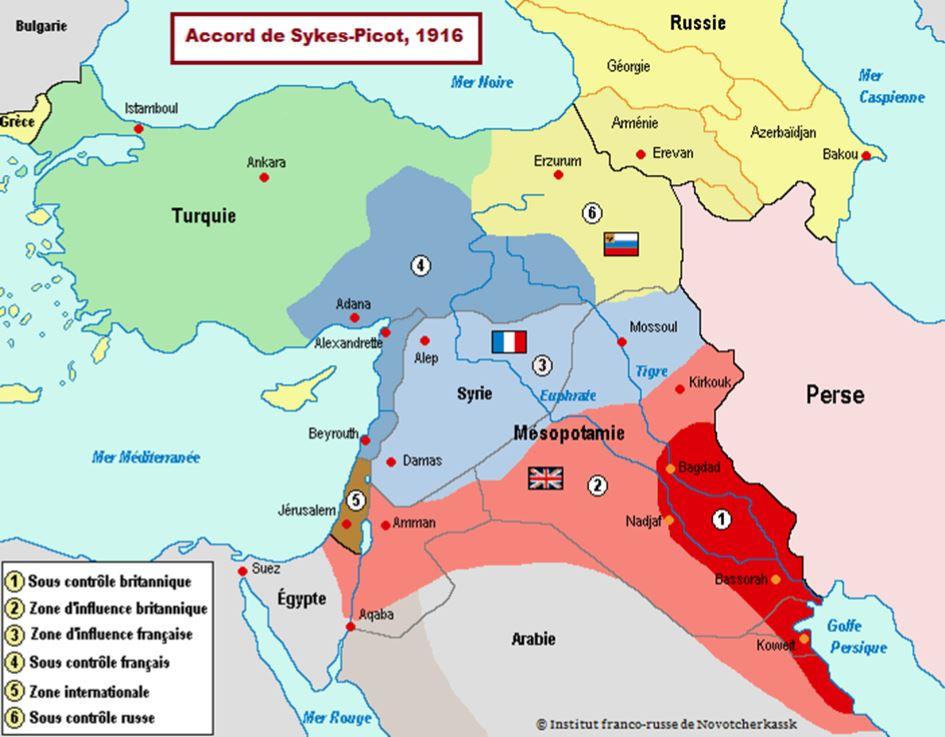 Bulgarie
Accord de Sykes-Picot, 1916
Russie
Mer Noire
Géorgie
Mer
Caspienne
Grèce
Istamboul
Arménie
Azerbaïdjan
Erevan
Bakou
Ankara
Erzurum
Turquie
6
4
Adana
Alexandrette
Alep
3
Mossoul
Tigre
Syrie
Euphrate
Kirkouk
Perse
Beyrouth
Mésopotamie
Mer Méditerranée
Damas
Bagdad
2
5
Jérusalem
Amman
Nadjaf
1
Suez
Bassorah
Égypte
Aqaba
Arabie
Koweit
Golfe
Persique
Mer Rouge
1 Sous contrôle britannique
2 Zone d'influence britannique
3 Zone d'influence française
4 Sous contrôle français
5 Zone internationale
6 Sous contrôle russe
© Institut franco-russe de Novotcherkassk